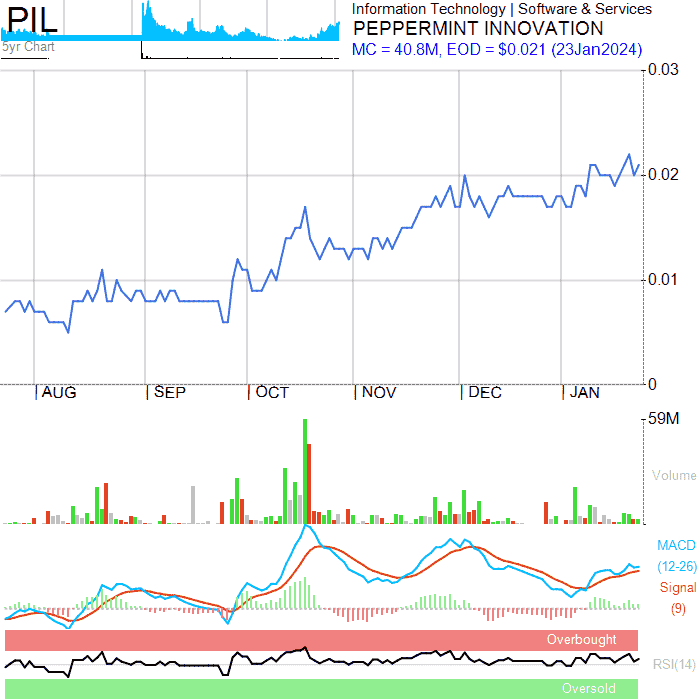 PIL
5yr Chart
Information Technology | Software & Services
PEPPERMINT INNOVATION
MC = 40.8M, EOD = $0.021 (23Jan2024)
0.03
0.02
0.01
0
AUG SEP OCT NOV DEC JAN
59M
Volume
MACD
(12-26)
Signal
(9)
Overbought
RSI(14)
Oversold